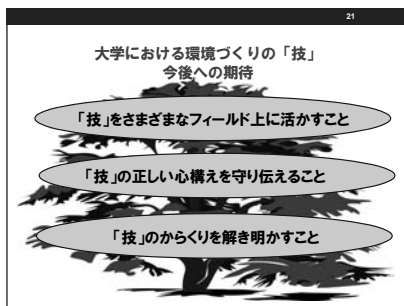 21
大学における環境づくりの「技」
今後への期待
「技」をさまざまなフィールド上に活かすこと
「技」の正しい心構えを守り伝えること
「技」のからくりを解き明かすこと